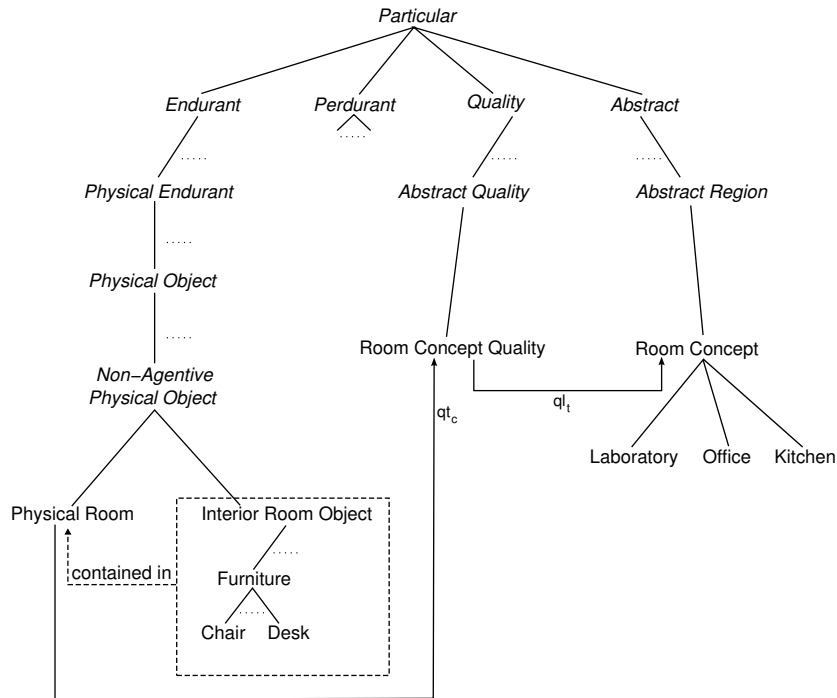 Particular
Endurant Perdurant Quality Abstract
.....
..... ..... .....
Physical Endurant Abstract Quality Abstract Region
.....
Physical Object
.....
Room Concept Quality Room Concept
Non−Agentive
Physical Object
qt_c ql_t
Laboratory Office Kitchen
Physical Room Interior Room Object
.....
contained in Furniture
.....
Chair Desk